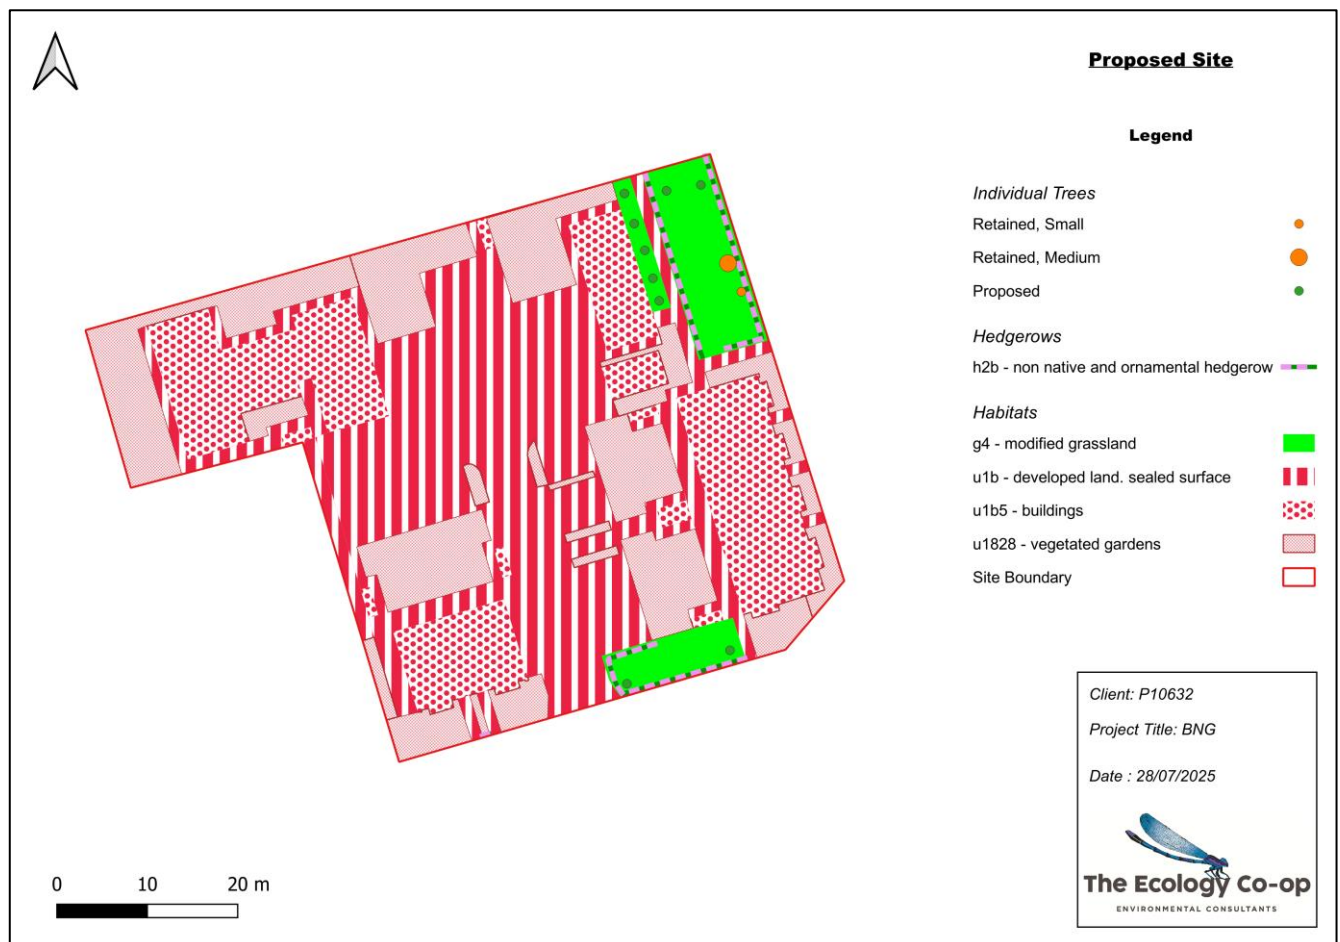 Proposed Site
Legend
Individual Trees
Retained, Small
Retained, Medium
Proposed
Hedgerows
h2b - non native and ornamental hedgerow
Habitats
g4 - modified grassland
u1b - developed land. sealed surface
u1b5 - buildings
u1828 - vegetated gardens
Site Boundary
0 10 20 m
Client: P10632
Project Title: BNG
Date : 28/07/2025
The Ecology Co-op
ENVIRONMENTAL CONSULTANTS